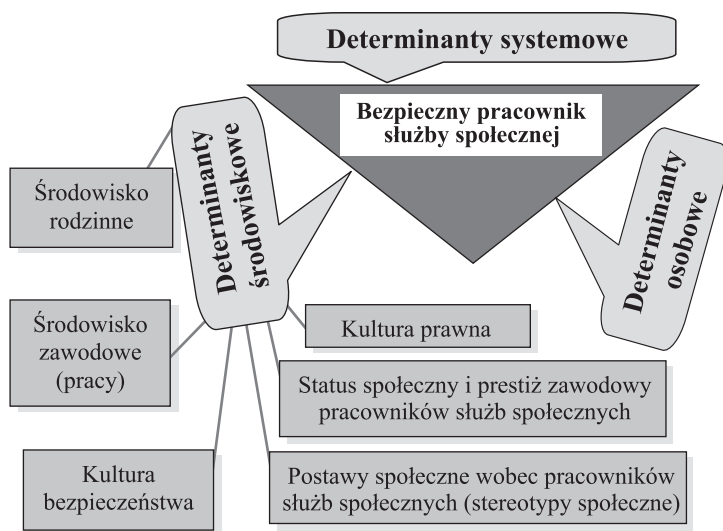 Determinanty systemowe
Bezpieczny pracownik
służby społecznej
Determinanty
środowiskowe
Determinanty
osobowe
Środowisko
rodzinne
Środowisko
zawodowe
(pracy)
Kultura
bezpieczeństwa
Kultura prawna
Status społeczny i prestiż zawodowy
pracowników służb społecznych
Postawy społeczne wobec pracowników
służb społecznych (stereotypy społeczne)